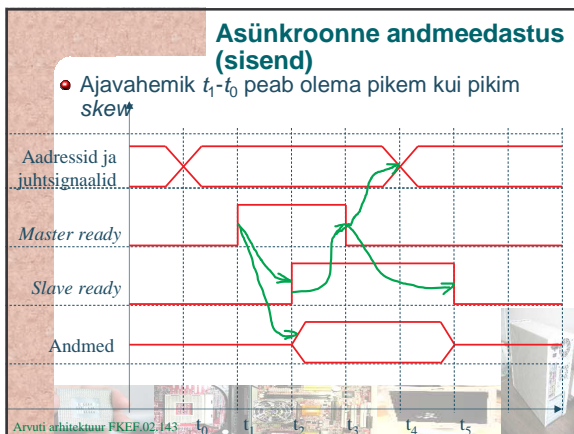 Asünkroonne andmeedastus
(sisend)
Ajavahemik t₁-t₀ peab olema pikem kui pikim
skew
Aadressid ja
juhtsignaalid
Master ready
Slave ready
Andmed
Arvuti arhitektuur FKEF.02.143
t₀ t₁ t₂ t₃ t₄ t₅